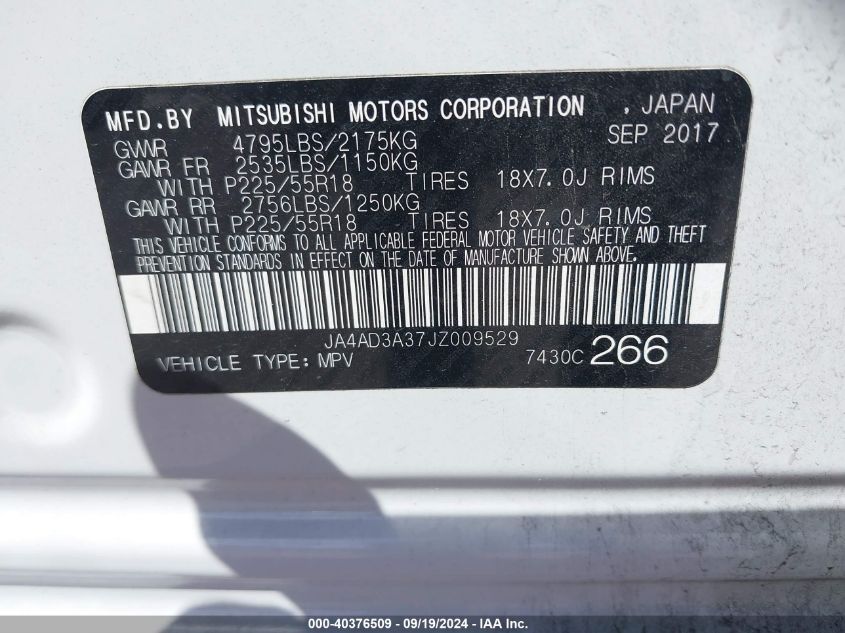 MFD.BY MITSUBISHI MOTORS CORPORATION , JAPAN
GVWR 4795LBS/2175KG SEP 2017
GAWR FR 2535LBS/1150KG
WITH P225/55R18 TIRES 18X7.0J RIMS
GAWR RR 2756LBS/1250KG
WITH P225/55R18 TIRES 18X7.0J RIMS
THIS VEHICLE CONFORMS TO ALL APPLICABLE FEDERAL MOTOR VEHICLE SAFETY AND THEFT
PREVENTION STANDARDS IN EFFECT ON THE DATE OF MANUFACTURE SHOWN ABOVE.
JA4AD3A37JZ009529
VEHICLE TYPE: MPV 7430C 266
000-40376509 - 09/19/2024 - IAA Inc.